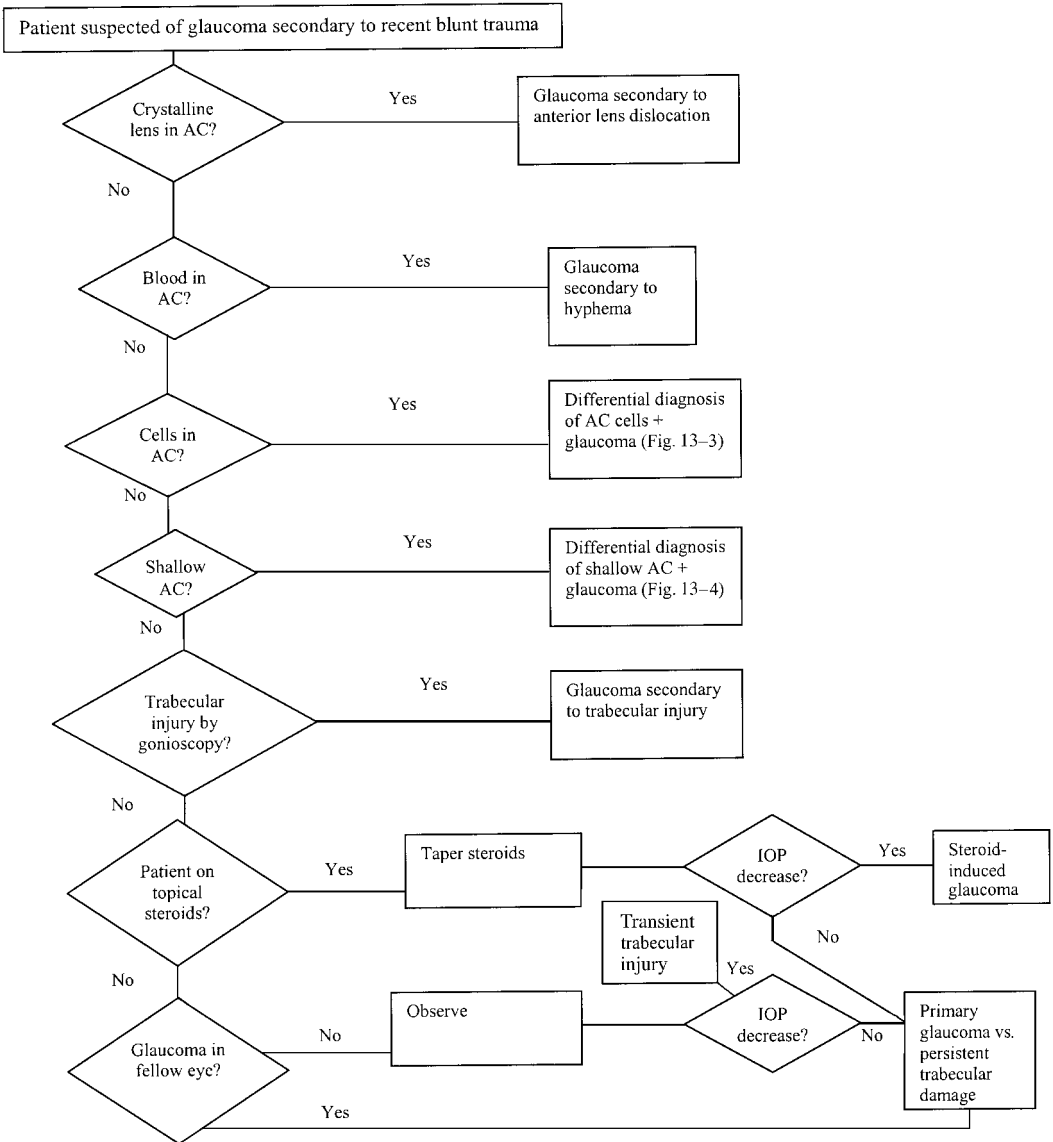 Patient suspected of glaucoma secondary to recent blunt trauma
Crystalline
lens in AC?
Yes
Glaucoma secondary to
anterior lens dislocation
No
Blood in
AC?
Yes
Glaucoma
secondary to
hyphema
No
Cells in
AC?
Yes
Differential diagnosis
of AC cells +
glaucoma (Fig. 13–3)
No
Shallow
AC?
Yes
Differential diagnosis
of shallow AC +
glaucoma (Fig. 13–4)
No
Trabecular
injury by
gonioscopy?
Yes
Glaucoma secondary
to trabecular injury
No
Patient on
topical
steroids?
Yes
Taper steroids
IOP
decrease?
Yes
Steroid-
induced
glaucoma
No
No
Glaucoma in
fellow eye?
No
Observe
IOP
decrease?
Yes
Transient
trabecular
injury
No
Primary
glaucoma vs.
persistent
trabecular
damage
Yes